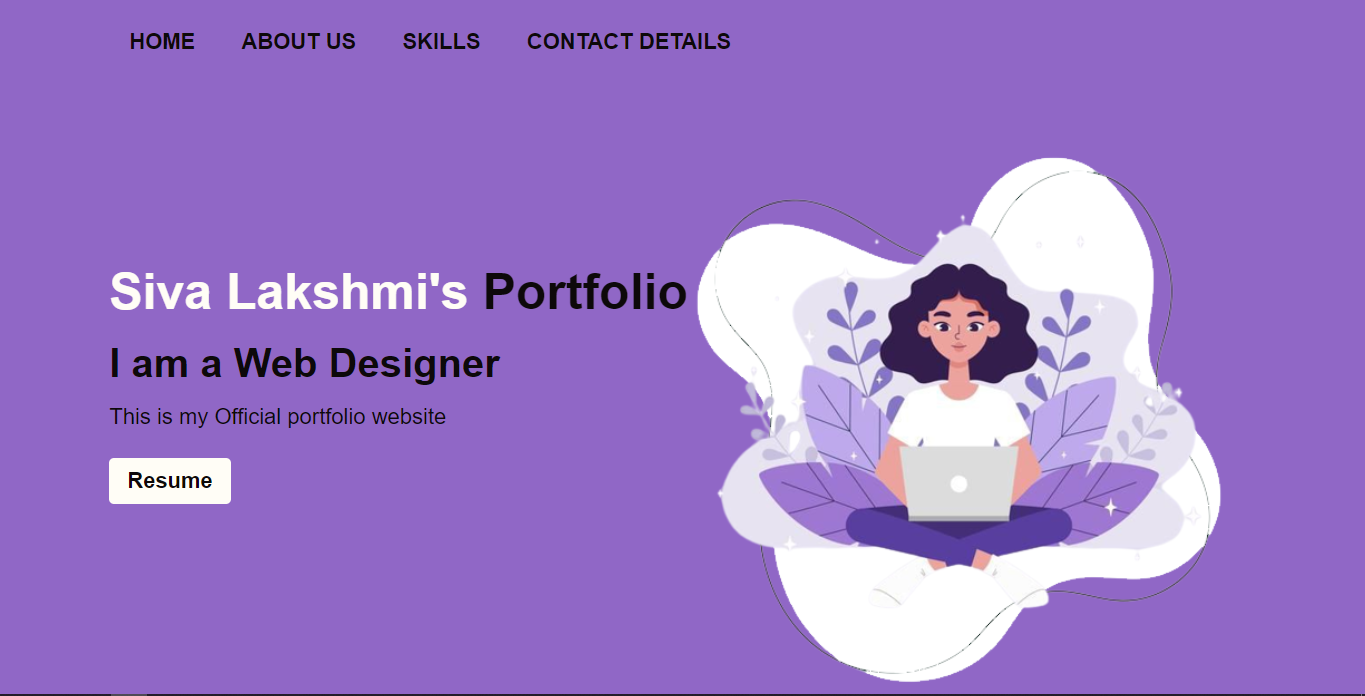 HOME ABOUT US SKILLS CONTACT DETAILS
Siva Lakshmi's Portfolio
I am a Web Designer
This is my Official portfolio website
Resume